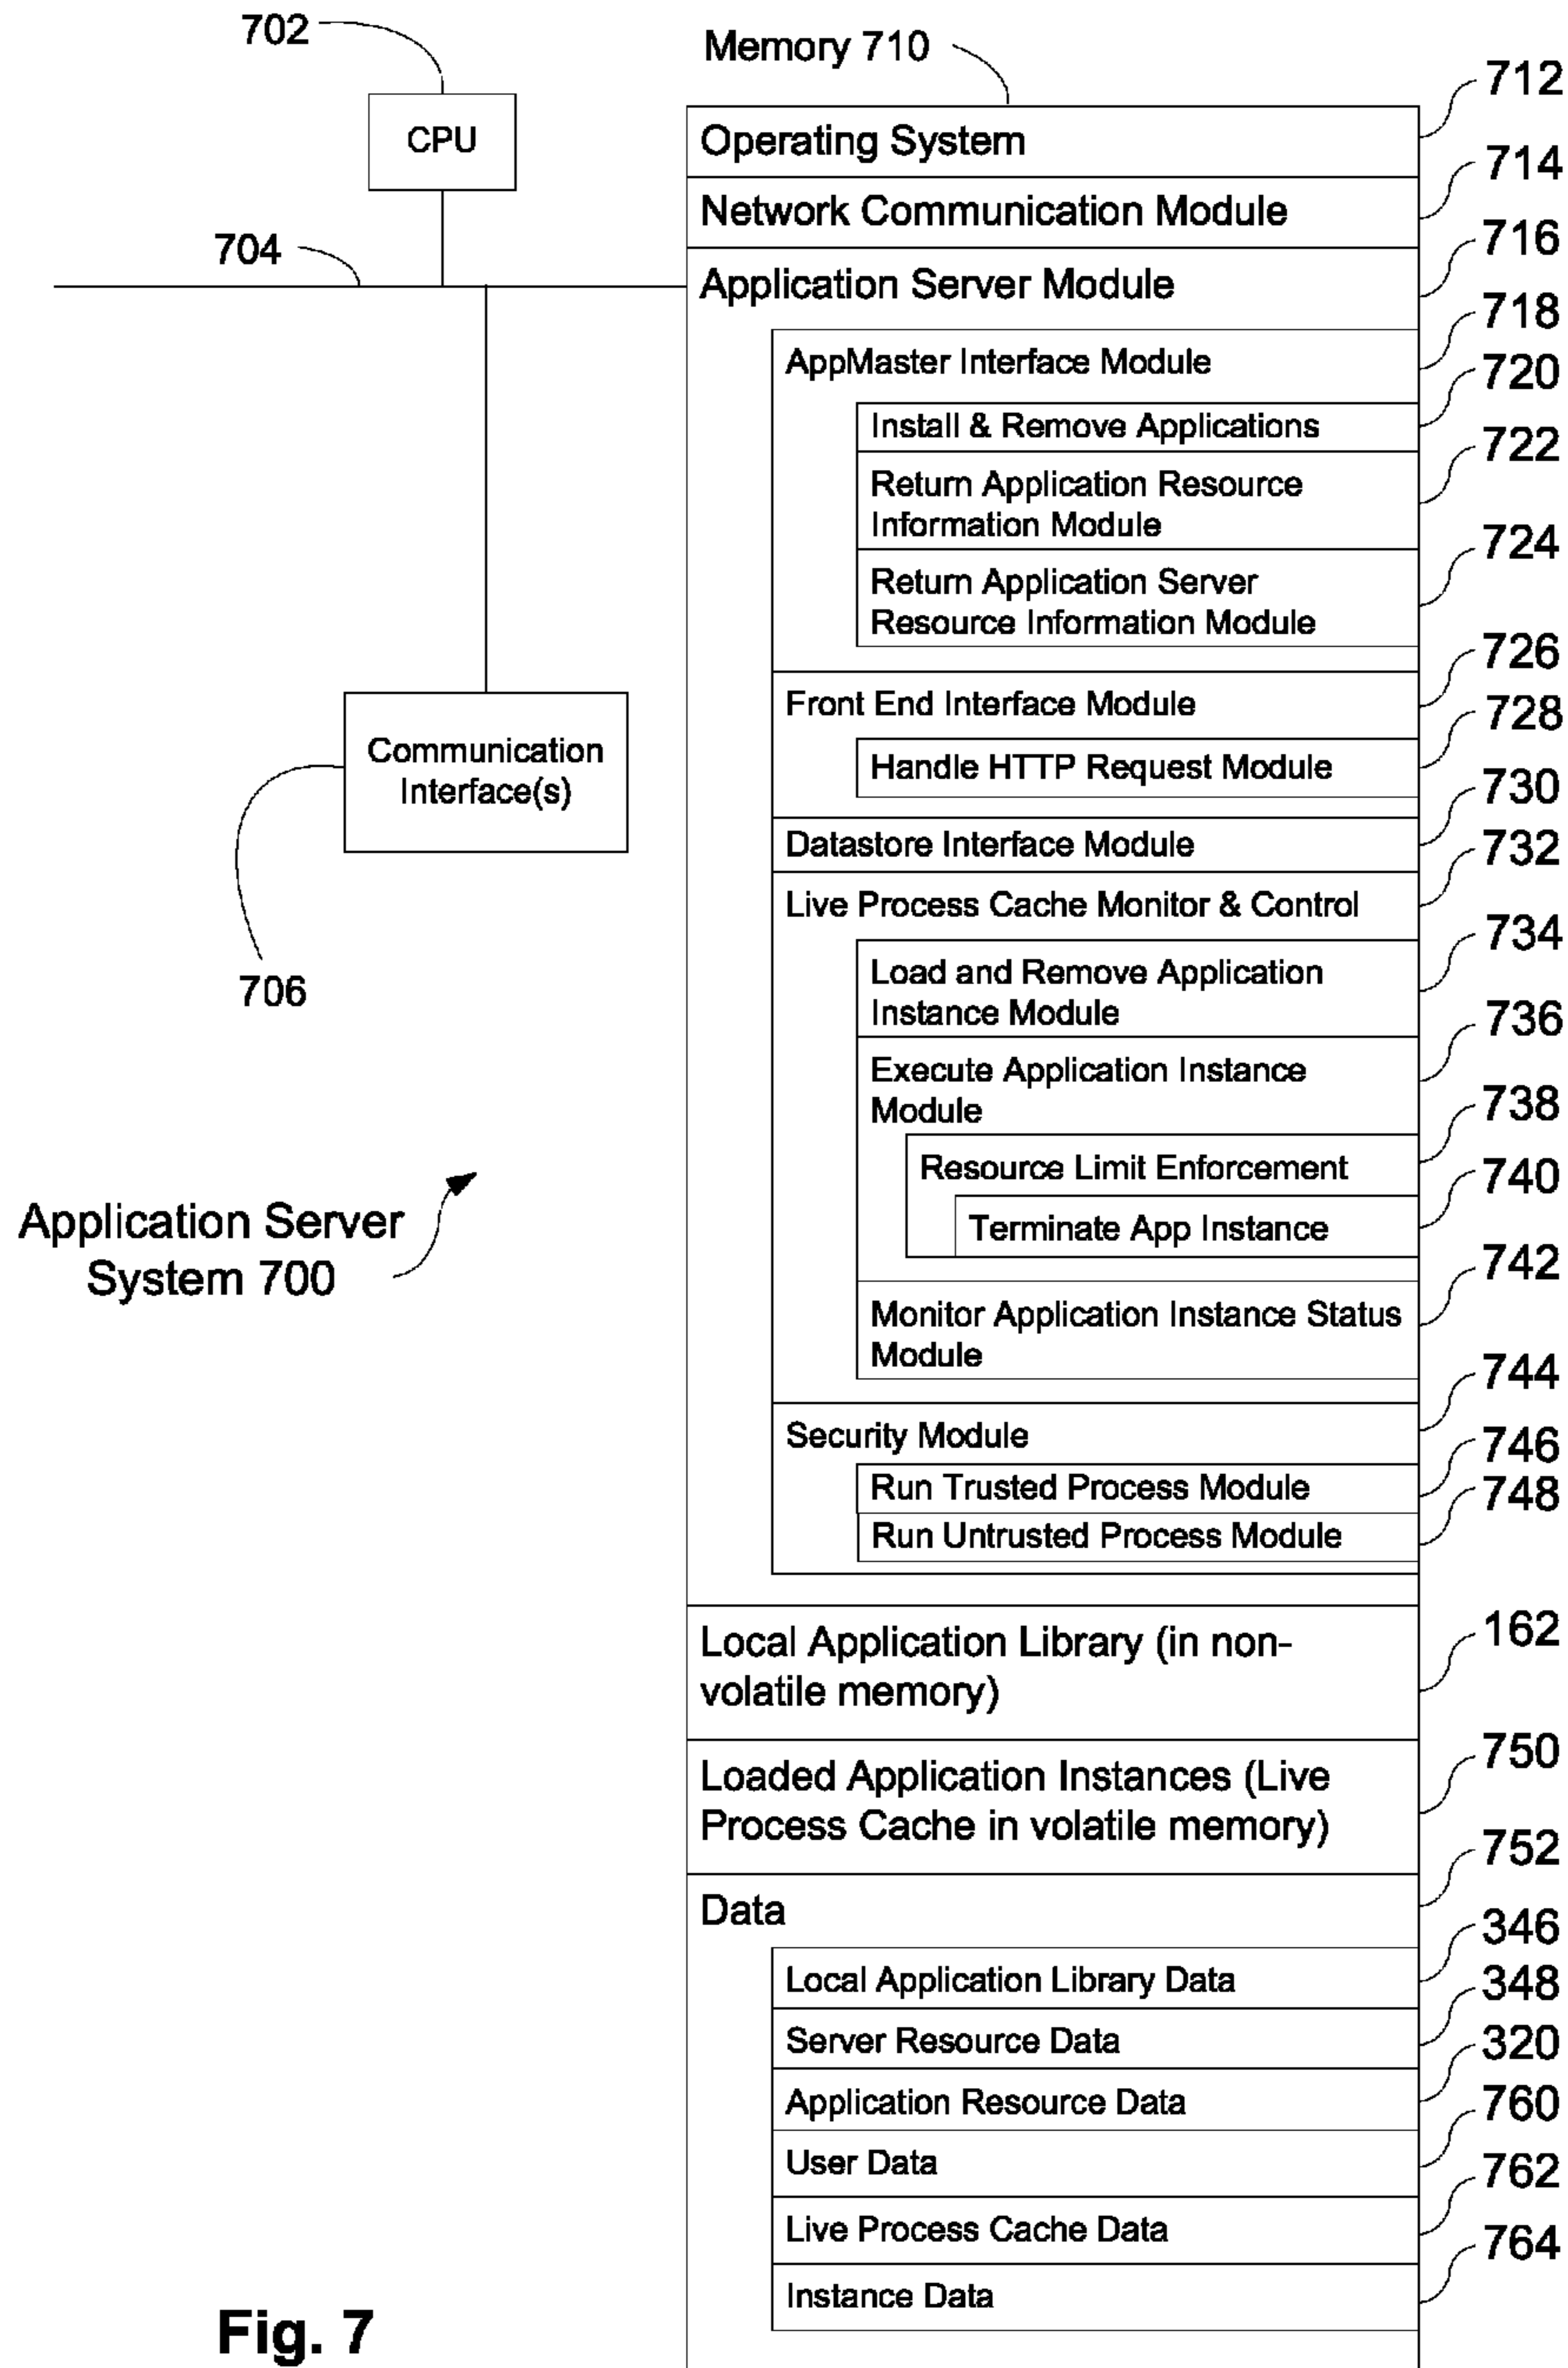 702
Memory 710
712
CPU
Operating System
714
Network Communication Module
716
704
Application Server Module
718
AppMaster Interface Module
720
Install & Remove Applications
722
Return Application Resource
Information Module
724
Return Application Server
Resource Information Module
726
Front End Interface Module
728
Communication
Interface(s)
Handle HTTP Request Module
730
Datastore Interface Module
732
Live Process Cache Monitor & Control
734
706
Load and Remove Application
Instance Module
736
Execute Application Instance
Module
738
Resource Limit Enforcement
740
Application Server
System 700
Terminate App Instance
742
Monitor Application Instance Status
Module
744
Security Module
746
Run Trusted Process Module
748
Run Untrusted Process Module
162
Local Application Library (in non-
volatile memory)
750
Loaded Application Instances (Live
Process Cache in volatile memory)
752
Data
346
Local Application Library Data
348
Server Resource Data
320
Application Resource Data
760
User Data
762
Live Process Cache Data
764
Instance Data
Fig. 7